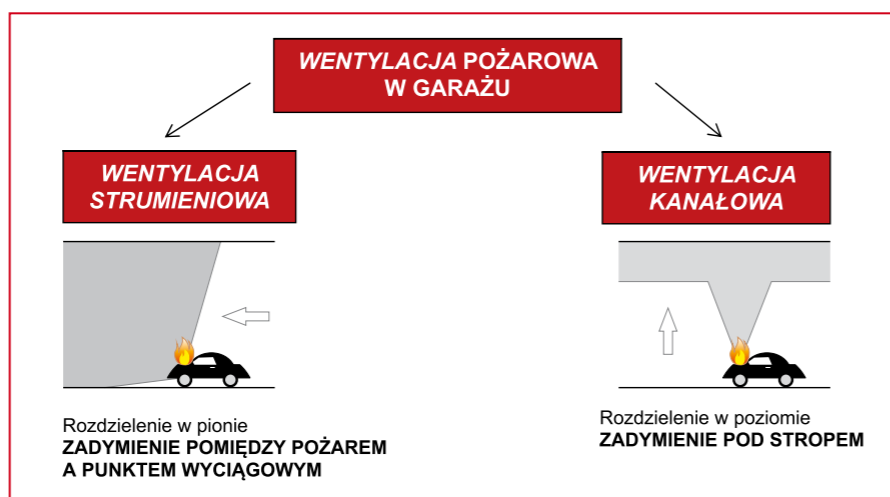 WENTYLACJA POŻAROWA
W GARAŻU
WENTYLACJA
STRUMIENIOWA
WENTYLACJA
KANAŁOWA
Rozdzielenie w pionie
ZADYMIENIE POMIĘDZY POŻAREM
A PUNKTEM WYCIĄGOWYM
Rozdzielenie w poziomie
ZADYMIENIE POD STROPEM